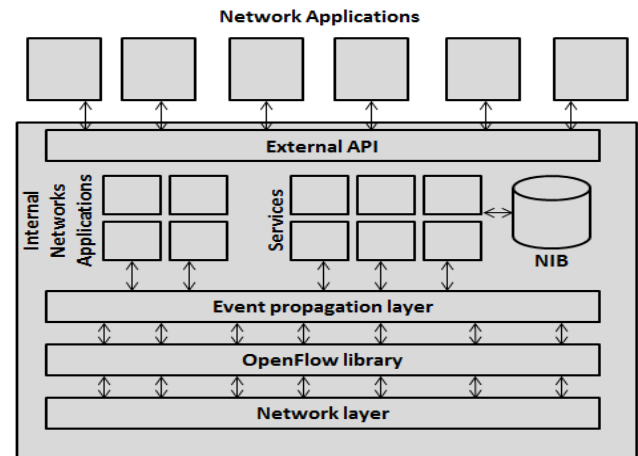 Network Applications
External API
Internal
Networks
Applications
Services
NIB
Event propagation layer
OpenFlow library
Network layer